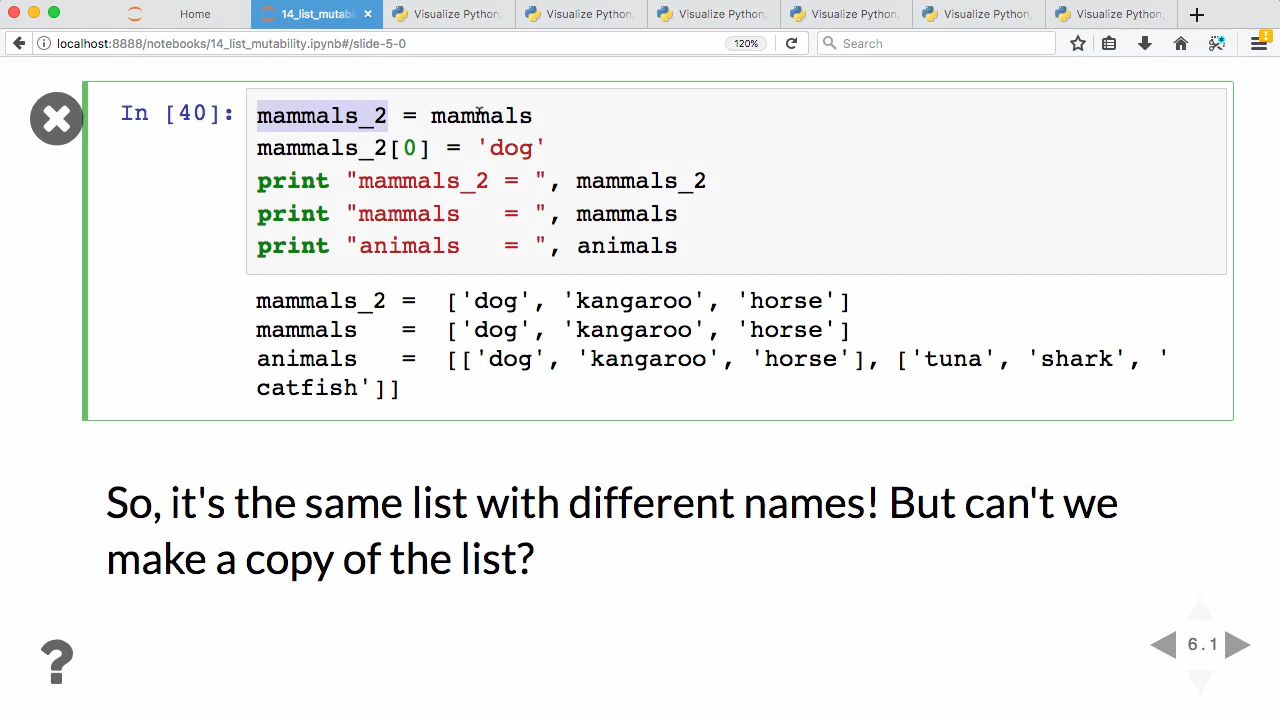 Home
14_list_mutabi
Visualize Python,
Visualize Python,
Visualize Python,
Visualize Python,
Visualize Python,
Visualize Python,
localhost:8888/notebooks/14_list_mutability.ipynb#/slide-5-0
120%
Search
In [40]:
mammals_2 = mammals
mammals_2[0] = 'dog'
print "mammals_2 = ", mammals_2
print "mammals   = ", mammals
print "animals   = ", animals
mammals_2 =  ['dog', 'kangaroo', 'horse']
mammals   =  ['dog', 'kangaroo', 'horse']
animals   =  [['dog', 'kangaroo', 'horse'], ['tuna', 'shark', '
catfish']]
So, it's the same list with different names! But can't we
make a copy of the list?
6.1
?